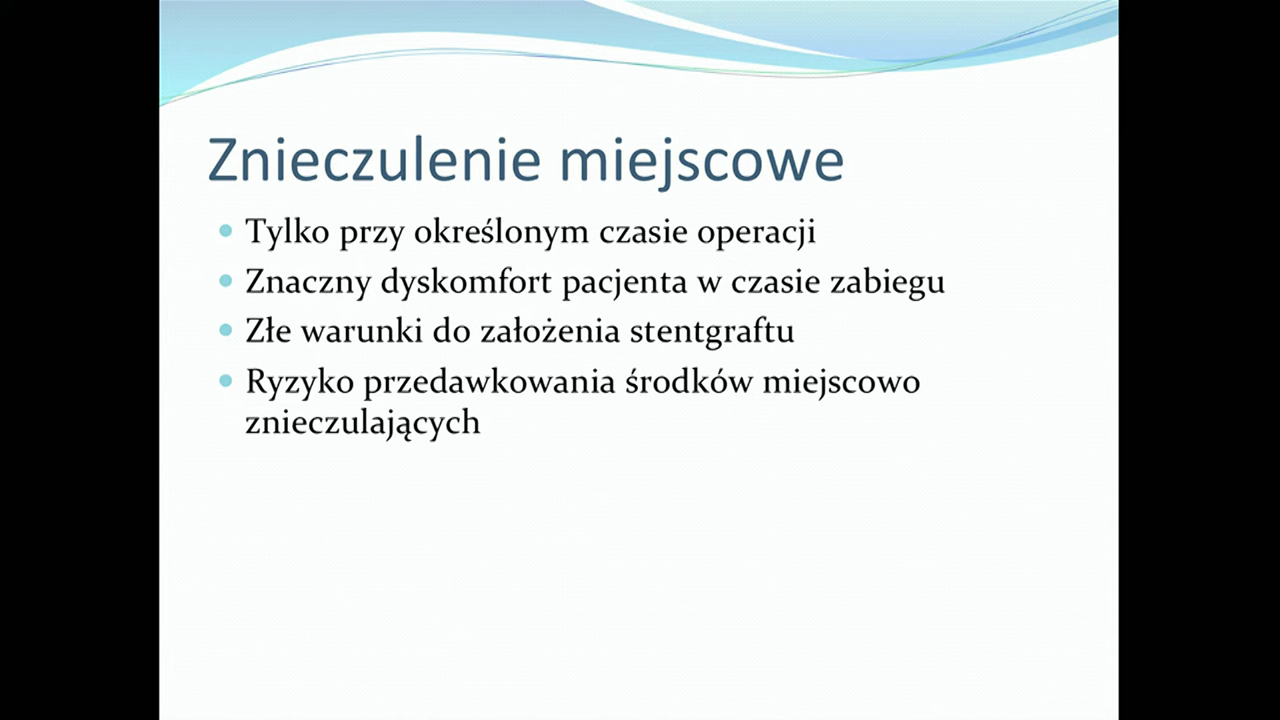 Znieczulenie miejscowe
Tylko przy określonym czasie operacji
Znaczny dyskomfort pacjenta w czasie zabiegu
Złe warunki do założenia stentgraftu
Ryzyko przedawkowania środków miejscowo
znieczulających